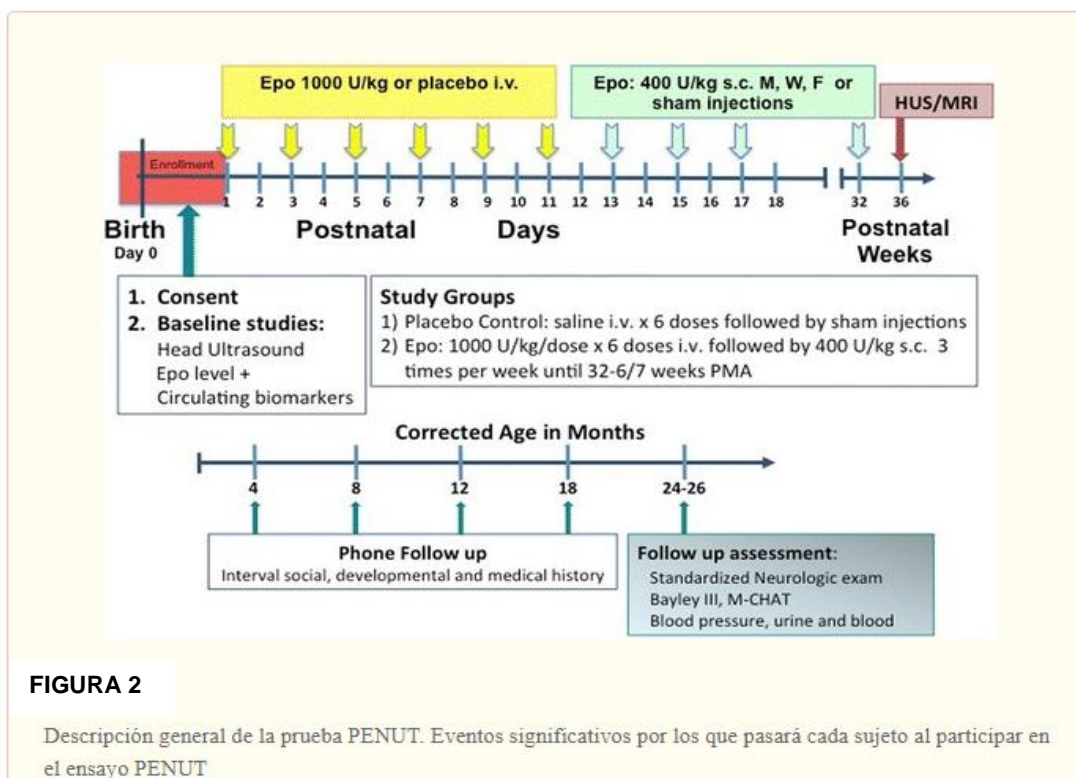 Epo 1000 U/kg or placebo i.v.
Epo: 400 U/kg s.c. M, W, F or
sham injections
HUS/MRI
Enrollment
1 2 3 4 5 6 7 8 9 10 11 12 13 14 15 16 17 18 32 36
Birth
Day 0
Postnatal Days
Postnatal
Weeks
1. Consent
2. Baseline studies:
Head Ultrasound
Epo level +
Circulating biomarkers
Study Groups
1) Placebo Control: saline i.v. x 6 doses followed by sham injections
2) Epo: 1000 U/kg/dose x 6 doses i.v. followed by 400 U/kg s.c. 3
times per week until 32-6/7 weeks PMA
Corrected Age in Months
4 8 12 18 24-26
Phone Follow up
Interval social, developmental and medical history
Follow up assessment:
Standardized Neurologic exam
Bayley III, M-CHAT
Blood pressure, urine and blood
FIGURA 2
Descripción general de la prueba PENUT. Eventos significativos por los que pasará cada sujeto al participar en
el ensayo PENUT